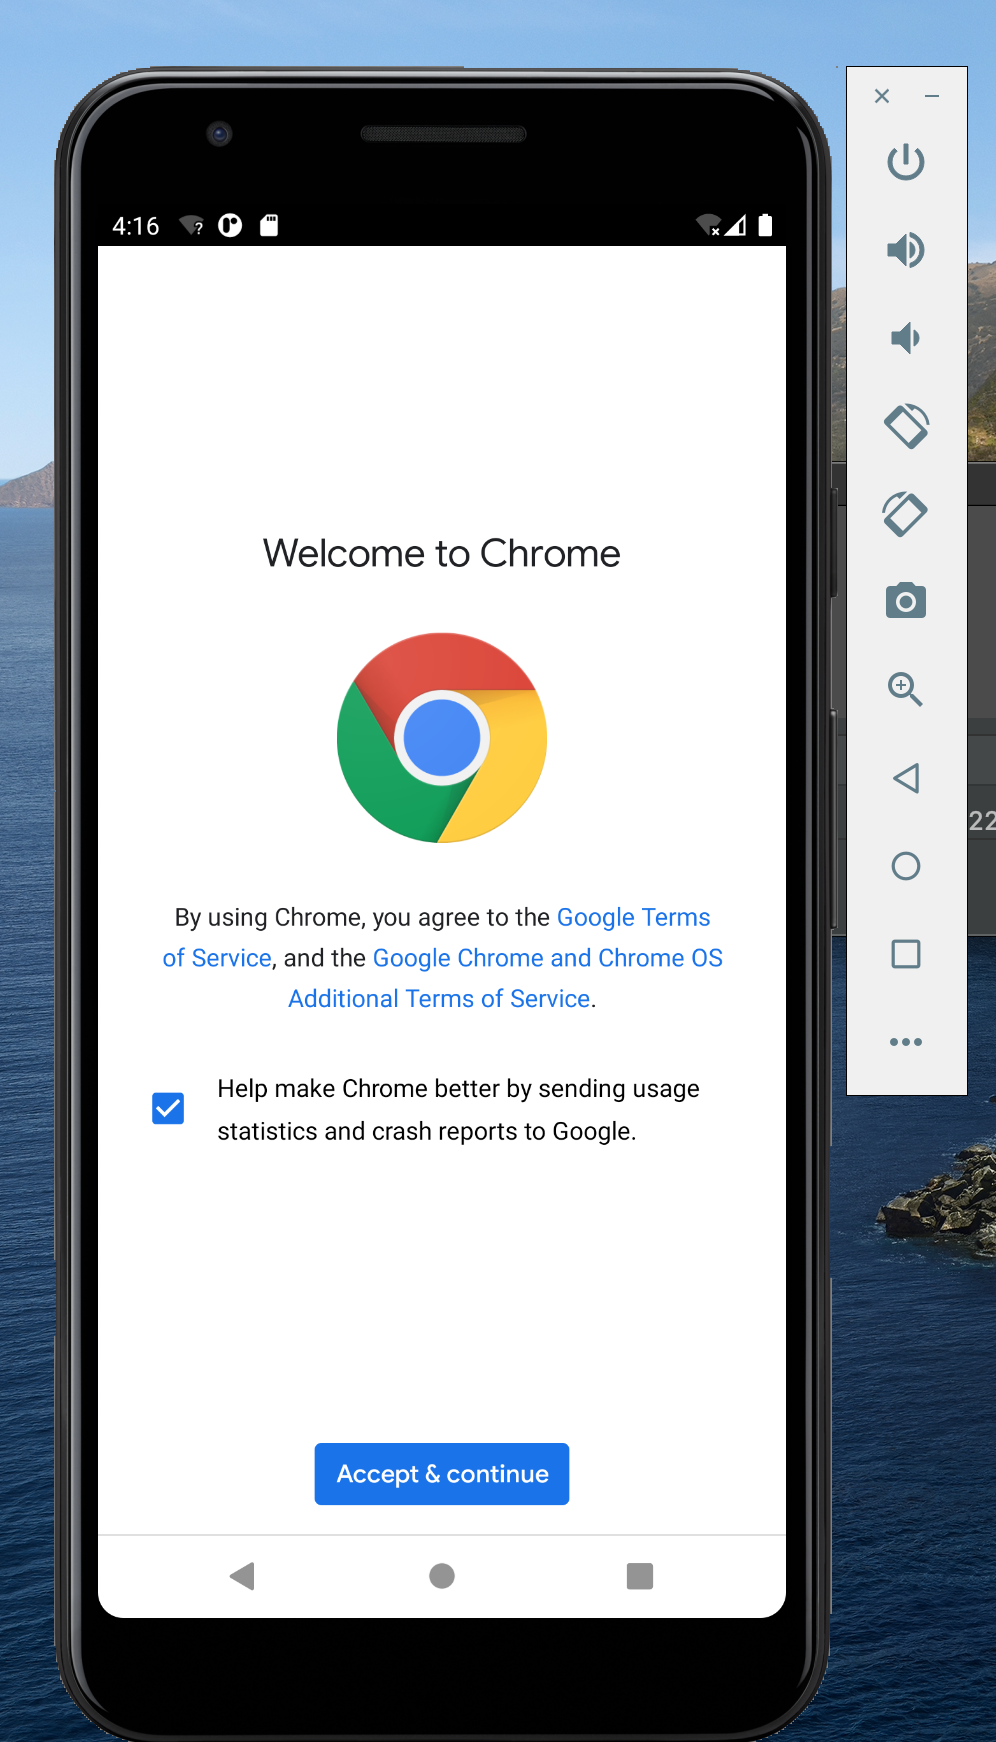 4:16
Welcome to Chrome
By using Chrome, you agree to the Google Terms
of Service, and the Google Chrome and Chrome OS
Additional Terms of Service.
Help make Chrome better by sending usage
statistics and crash reports to Google.
Accept & continue
22